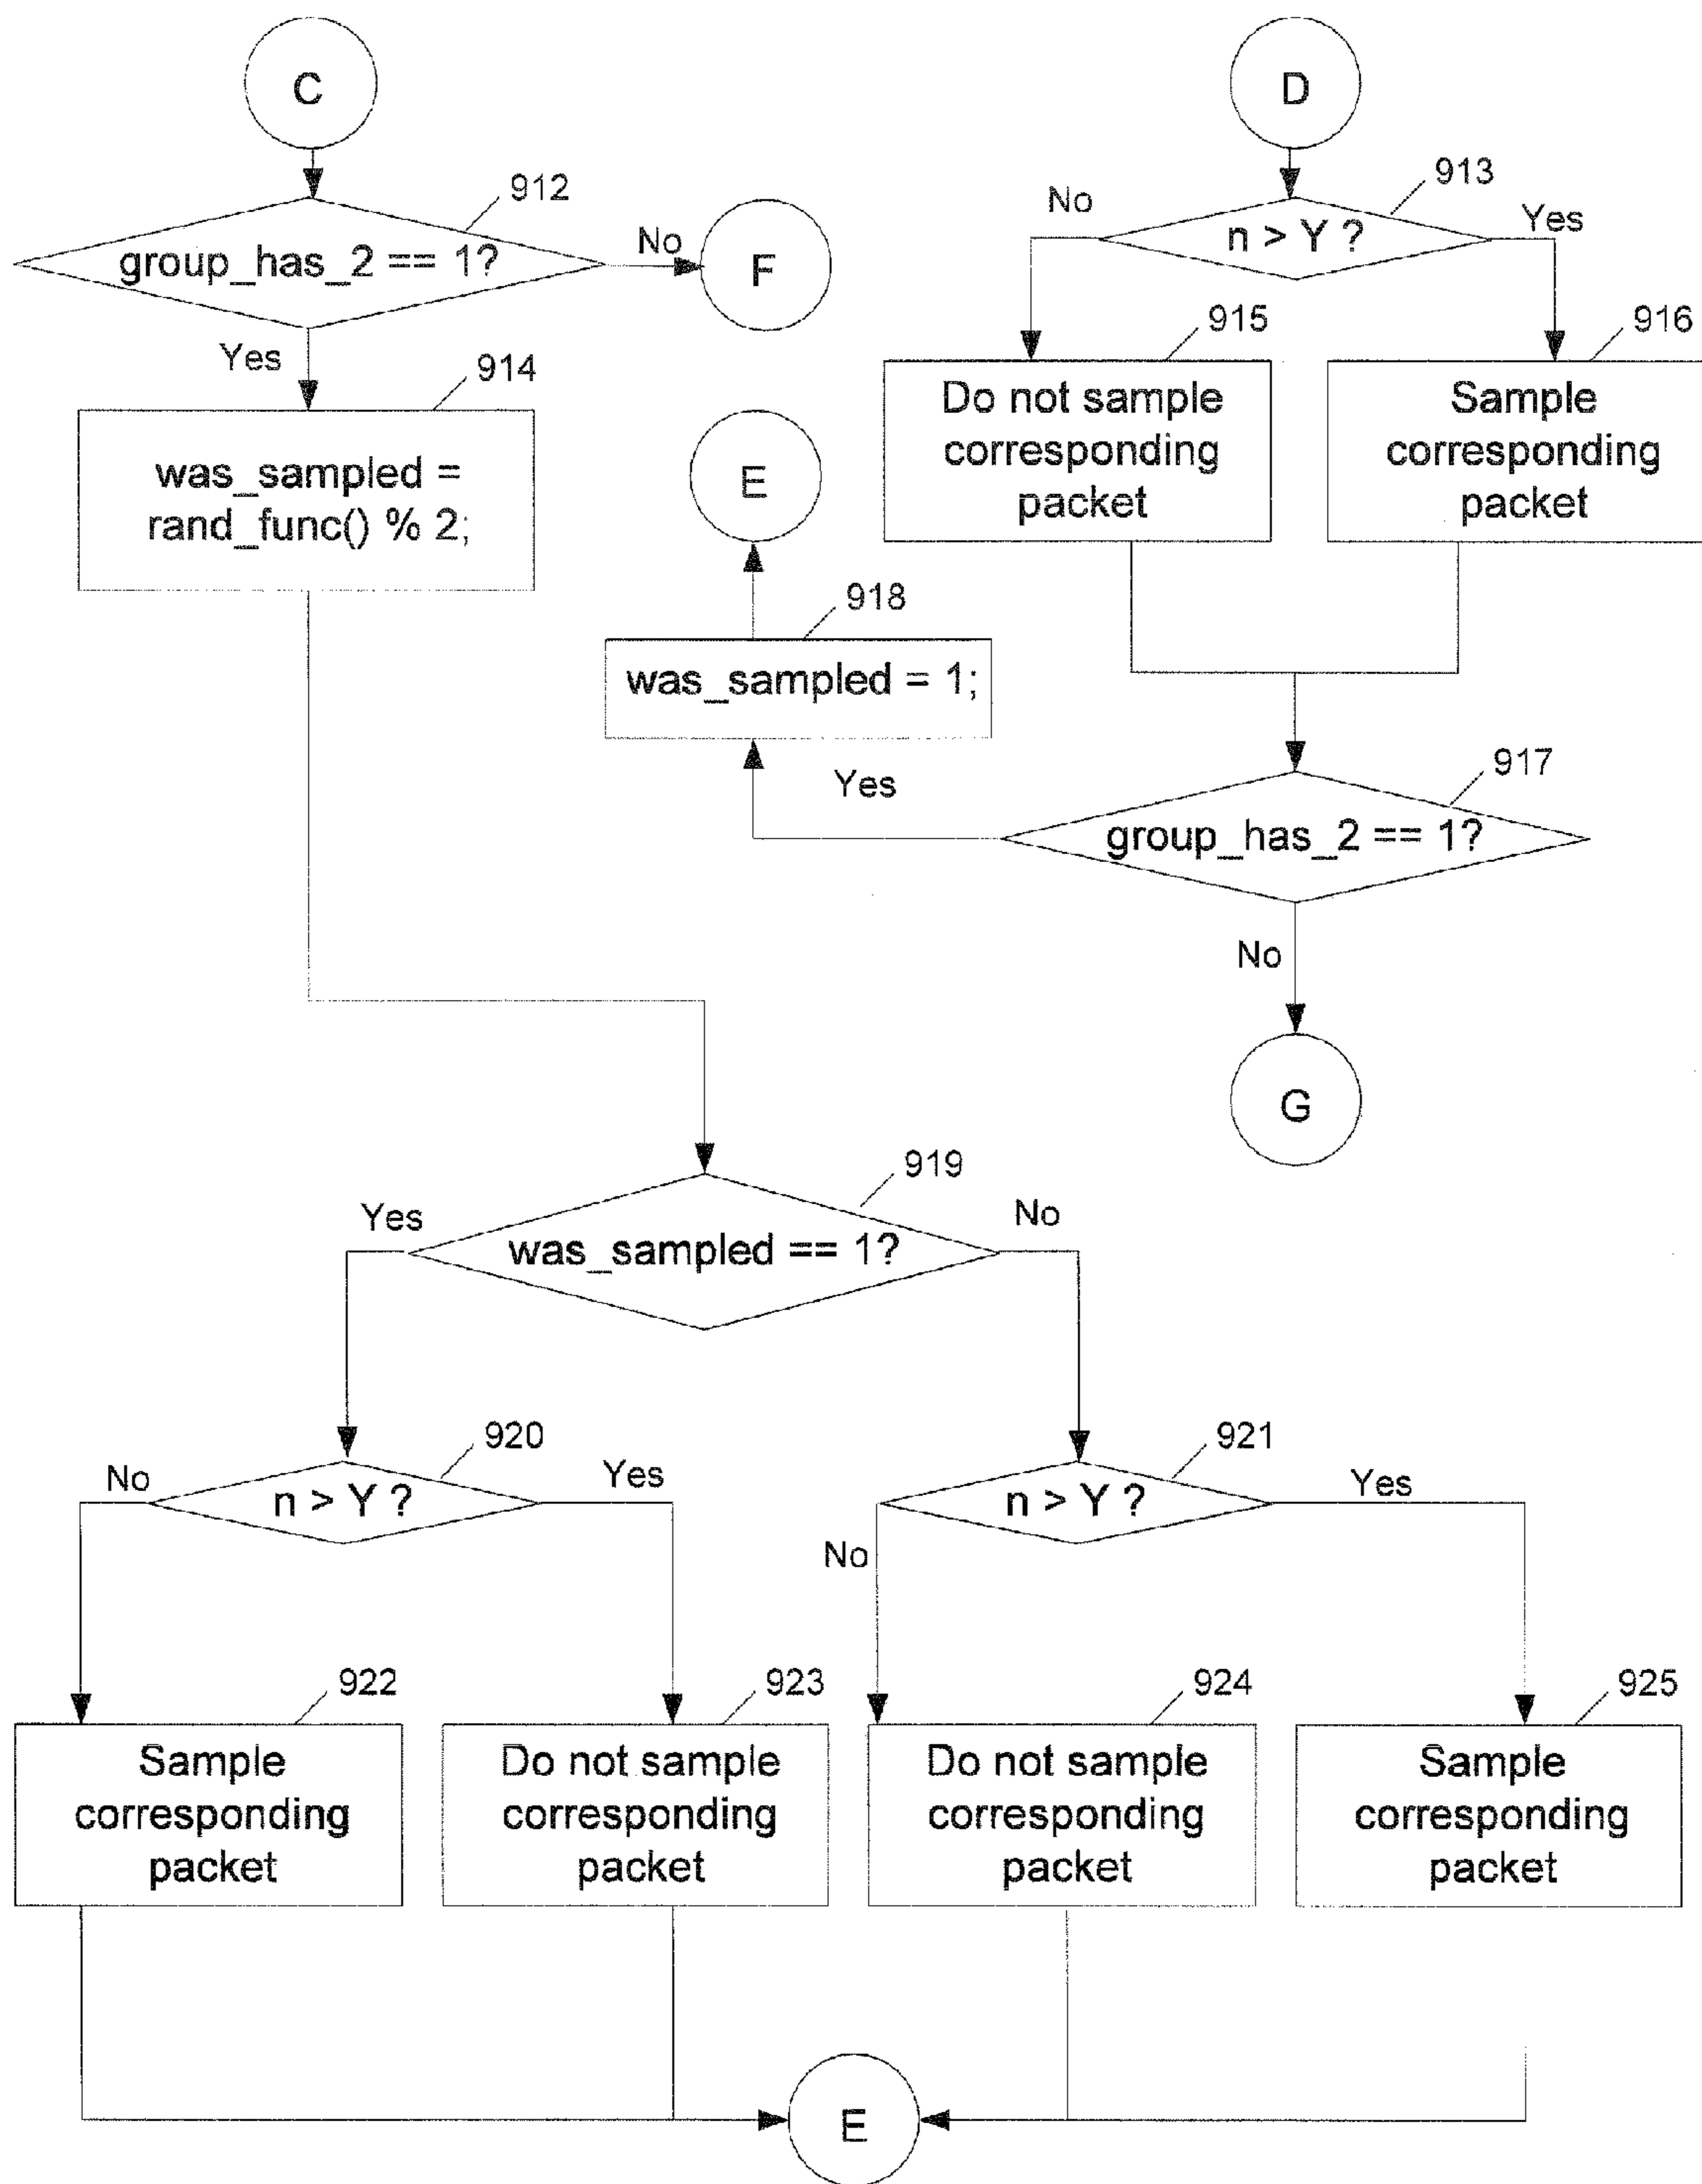 C
D
912
913
group_has_2 == 1?
No
F
No
n > Y ?
Yes
Yes
914
915
916
was_sampled =
rand_func() % 2;
E
Do not sample
corresponding
packet
Sample
corresponding
packet
918
was_sampled = 1;
Yes
917
group_has_2 == 1?
No
G
919
Yes
was_sampled == 1?
No
920
921
No
n > Y ?
Yes
No
n > Y ?
Yes
922
923
924
925
Sample
corresponding
packet
Do not sample
corresponding
packet
Do not sample
corresponding
packet
Sample
corresponding
packet
E